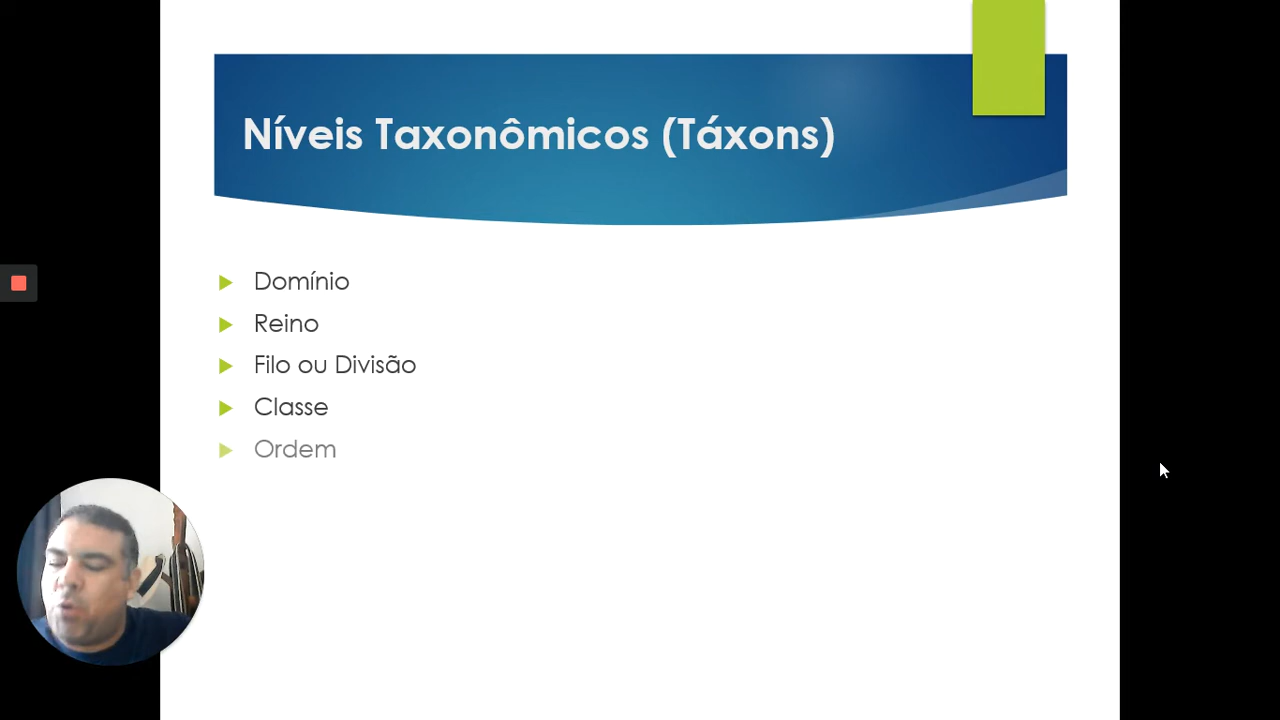 Níveis Taxonômicos (Táxons)
Domínio
Reino
Filo ou Divisão
Classe
Ordem